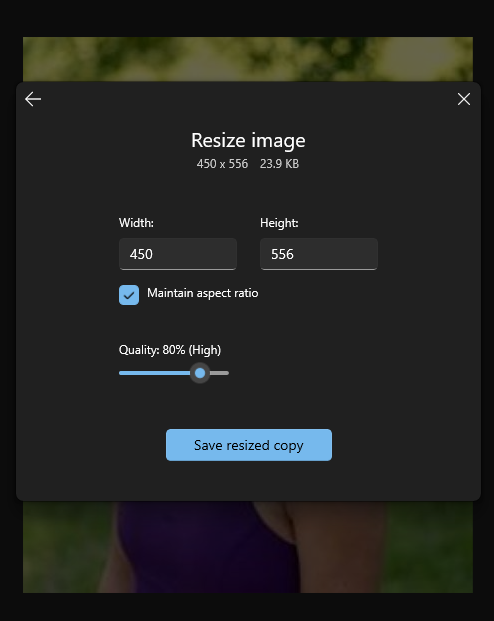 Resize image
450 x 556 23.9 KB
Width: Height:
450 556
Maintain aspect ratio
Quality: 80% (High)
Save resized copy